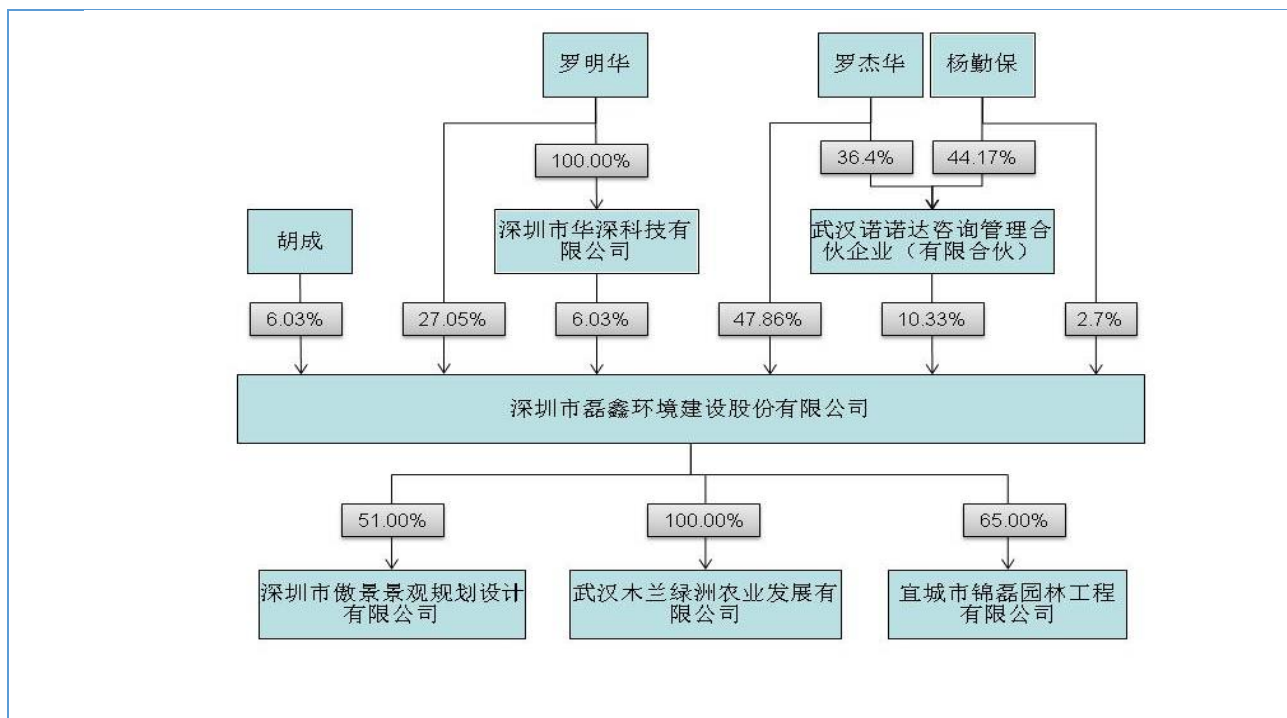 罗明华
罗杰华
杨勤保
100.00%
36.4%
44.17%
胡成
深圳市华深科技有
限公司
武汉诺诺达咨询管理合
伙企业（有限合伙）
6.03%
27.05%
6.03%
47.86%
10.33%
2.7%
深圳市磊鑫环境建设股份有限公司
51.00%
100.00%
65.00%
深圳市傲景景观规划设计
有限公司
武汉木兰绿洲农业发展有
限公司
宜城市锦磊园林工程
有限公司